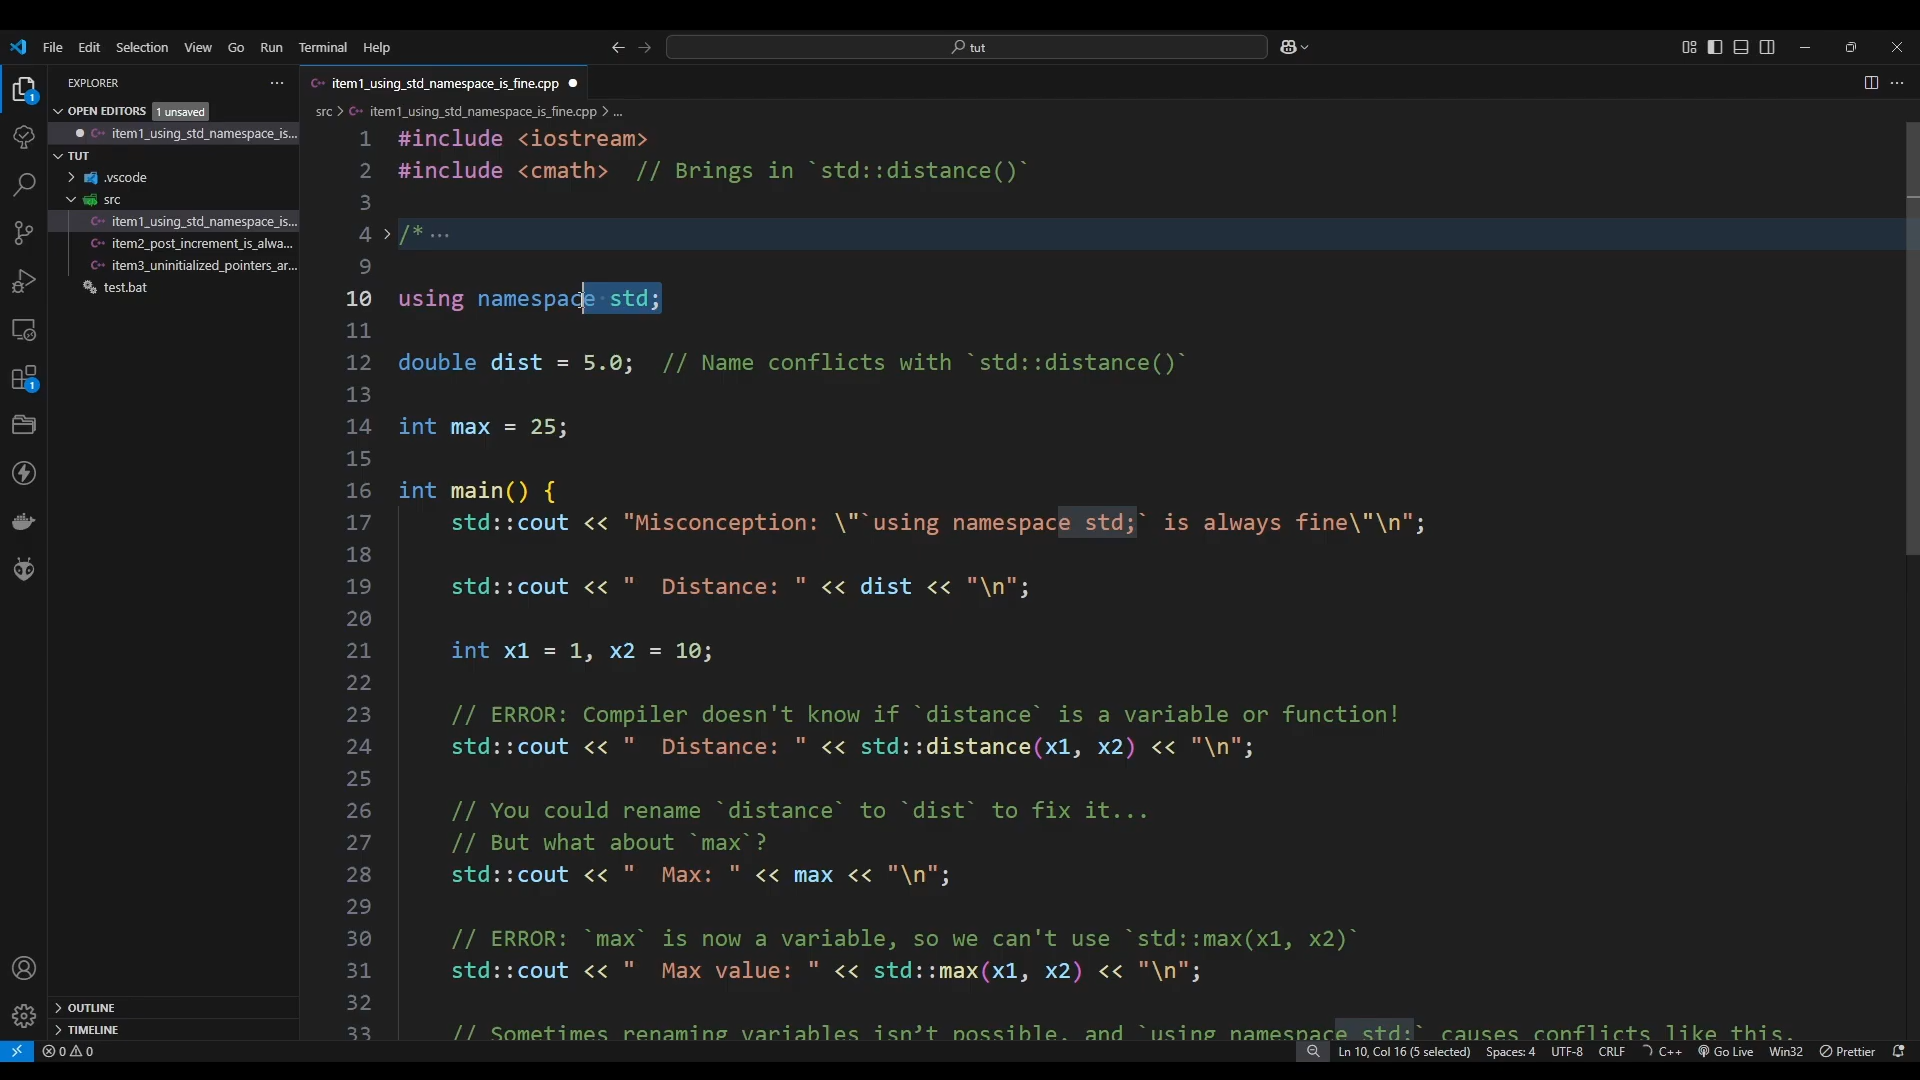 File Edit Selection View Go Run Terminal Help
tut
EXPLORER
OPEN EDITORS 1 unsaved
item1_using_std_namespace_is...
TUT
.vscode
src
item1_using_std_namespace_is...
item2_post_increment_is_alwa...
item3_uninitialized_pointers_ar...
test.bat
OUTLINE
TIMELINE
1
1
item1_using_std_namespace_is_fine.cpp
src > item1_using_std_namespace_is_fine.cpp > ...
1 #include <iostream>
2 #include <cmath>  // Brings in `std::distance()`
3
4 /* ...
9
10 using namespace std;
11
12 double dist = 5.0;  // Name conflicts with `std::distance()`
13
14 int max = 25;
15
16 int main() {
17     std::cout << "Misconception: \"`using namespace std;` is always fine\"\n";
18
19     std::cout << "  Distance: " << dist << "\n";
20
21     int x1 = 1, x2 = 10;
22
23     // ERROR: Compiler doesn't know if `distance` is a variable or function!
24     std::cout << "  Distance: " << std::distance(x1, x2) << "\n";
25
26     // You could rename `distance` to `dist` to fix it...
27     // But what about `max`?
28     std::cout << "  Max: " << max << "\n";
29
30     // ERROR: `max` is now a variable, so we can't use `std::max(x1, x2)`
31     std::cout << "  Max value: " << std::max(x1, x2) << "\n";
32
33     // Sometimes renaming variables isn’t possible, and `using namespace std;` causes conflicts like this.
0 0
Ln 10, Col 16 (5 selected) Spaces: 4 UTF-8 CRLF C++ Go Live Win32 Prettier